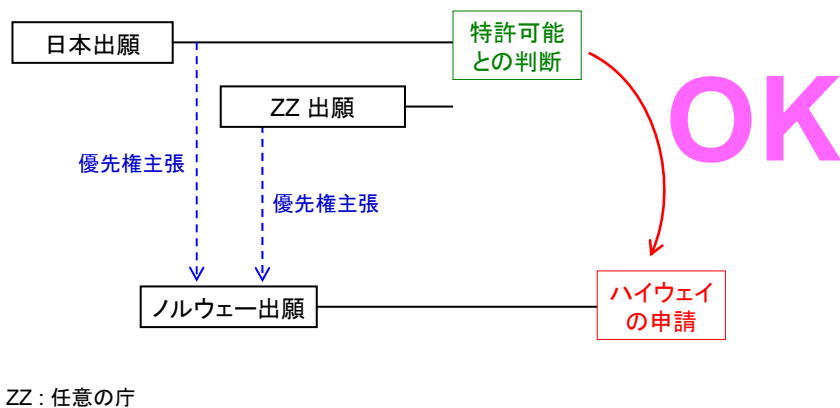 日本出願
特許可能
との判断
OK
ZZ 出願
優先権主張
優先権主張
ノルウェー出願
ハイウェイ
の申請
ZZ : 任意の庁